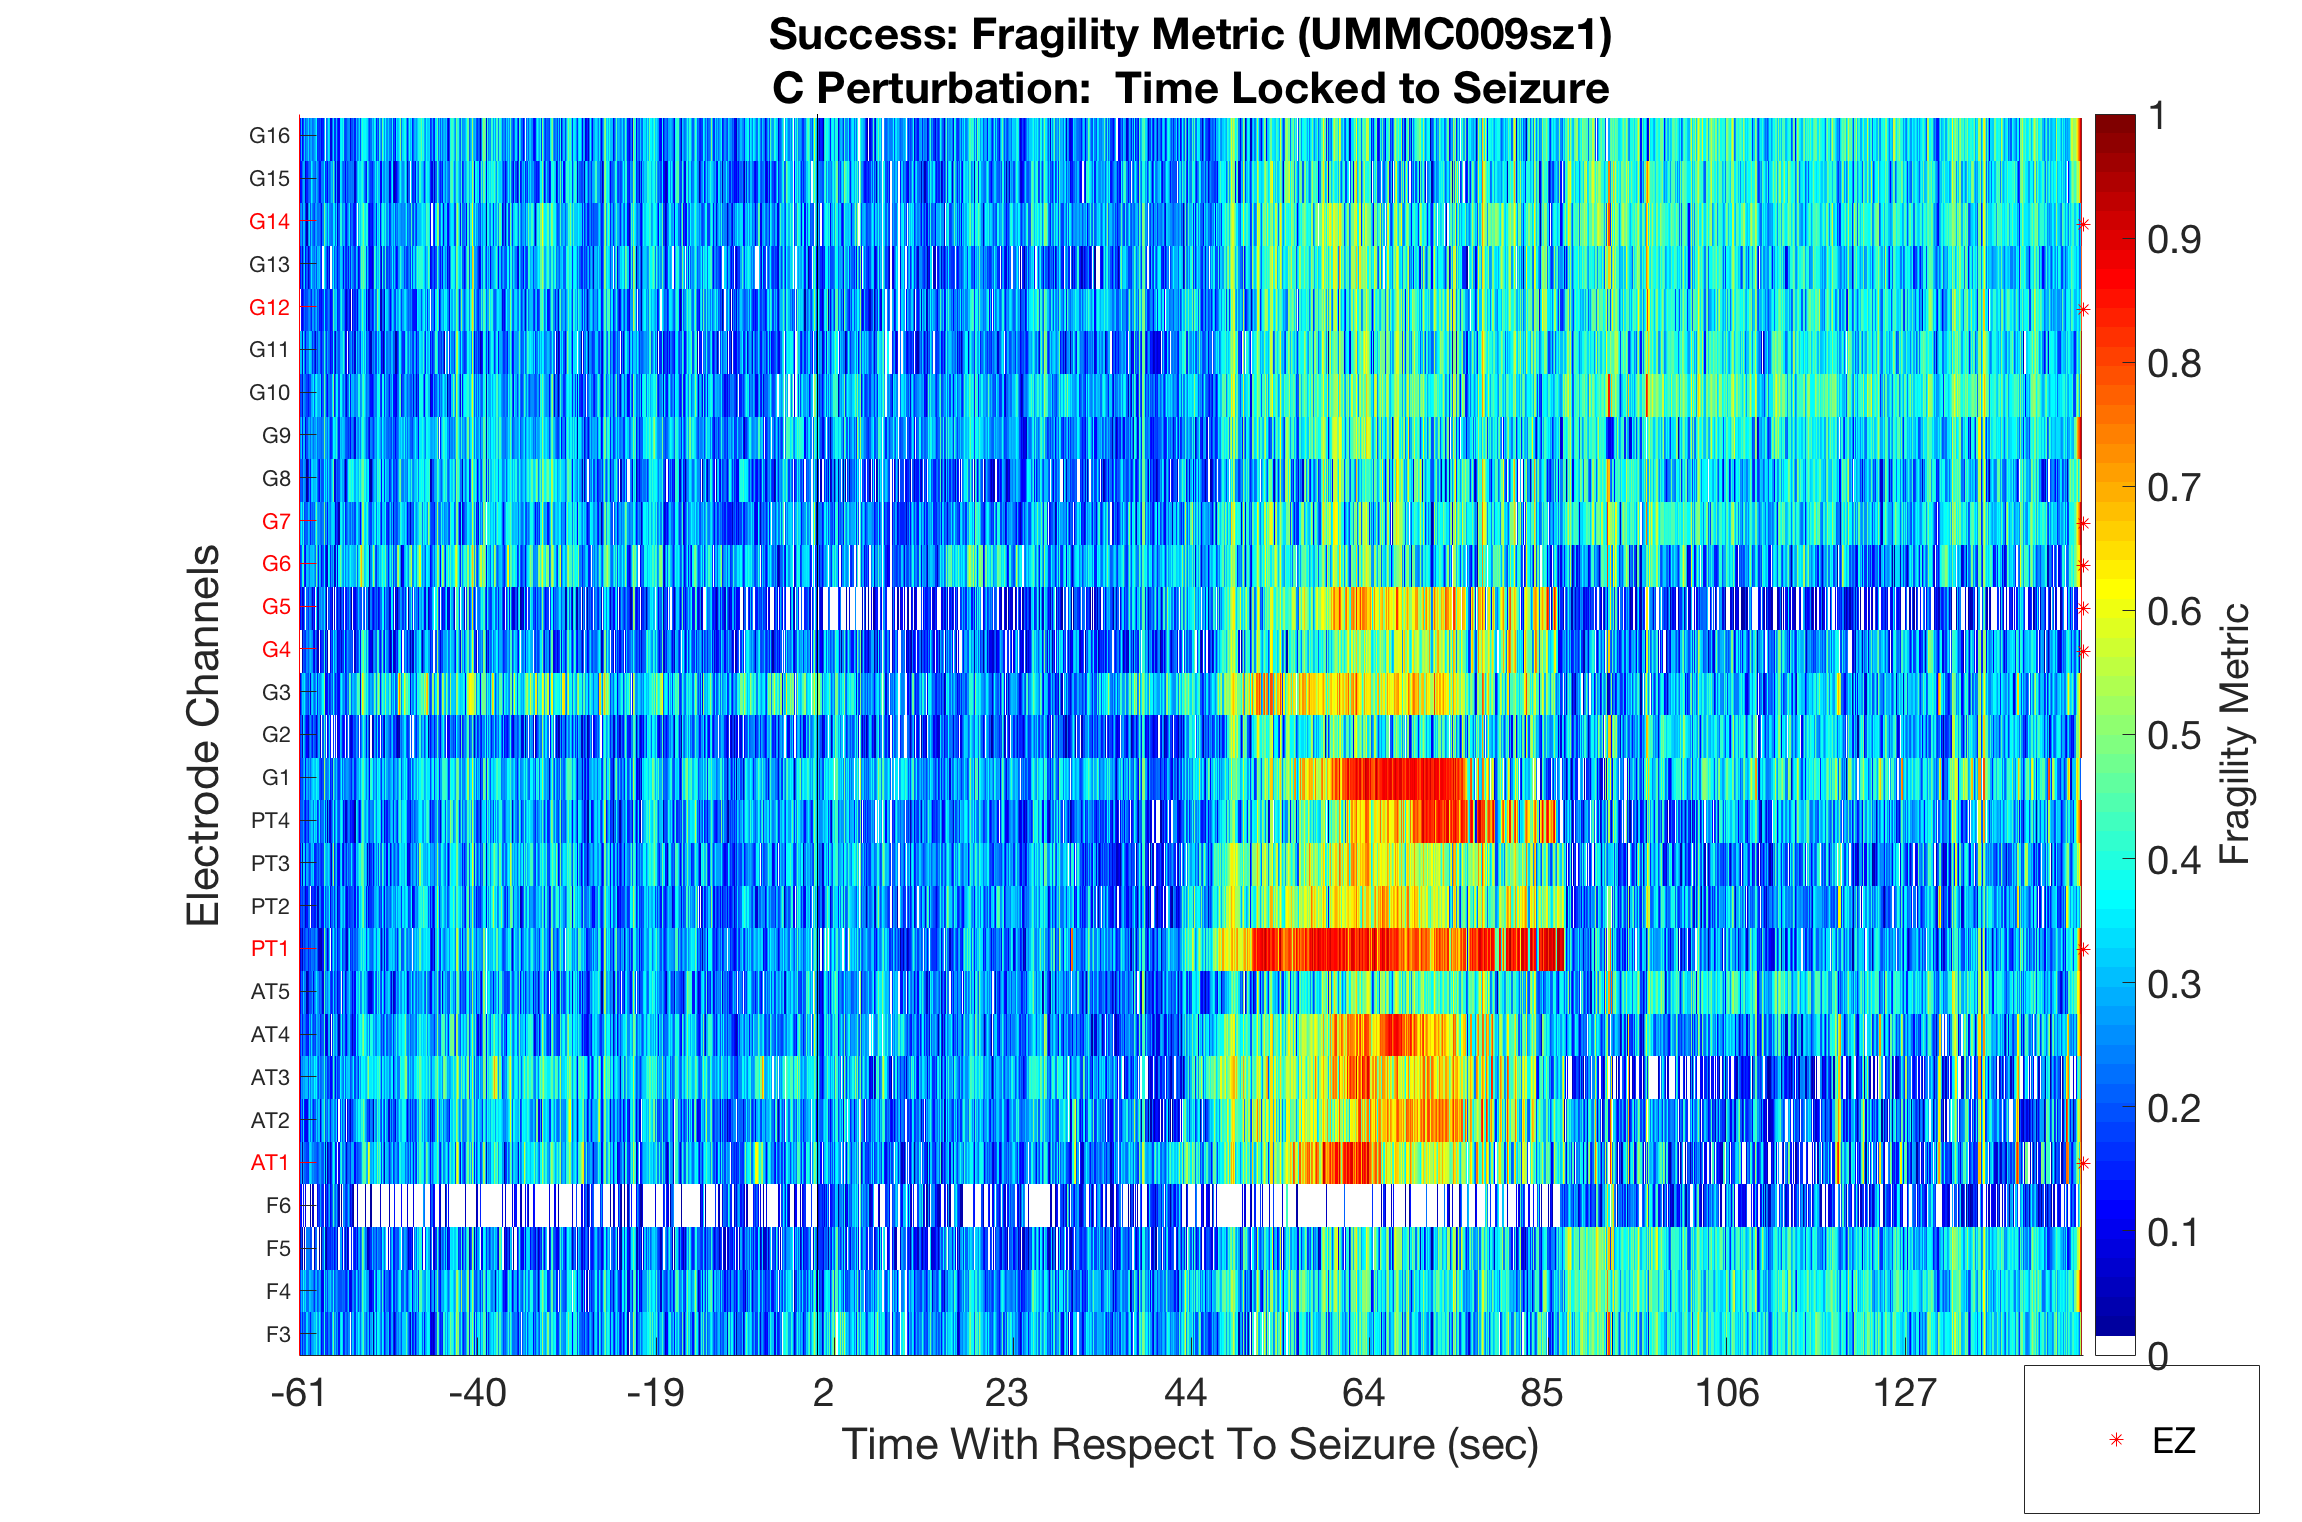 Success: Fragility Metric (UMMC009sz1)
C Perturbation:  Time Locked to Seizure
Electrode Channels
G16
G15
G14
G13
G12
G11
G10
G9
G8
G7
G6
G5
G4
G3
G2
G1
PT4
PT3
PT2
PT1
AT5
AT4
AT3
AT2
AT1
F6
F5
F4
F3
-61 -40 -19 2 23 44 64 85 106 127
Time With Respect To Seizure (sec)
1
0.9
0.8
0.7
0.6
0.5
0.4
0.3
0.2
0.1
0
Fragility Metric
EZ